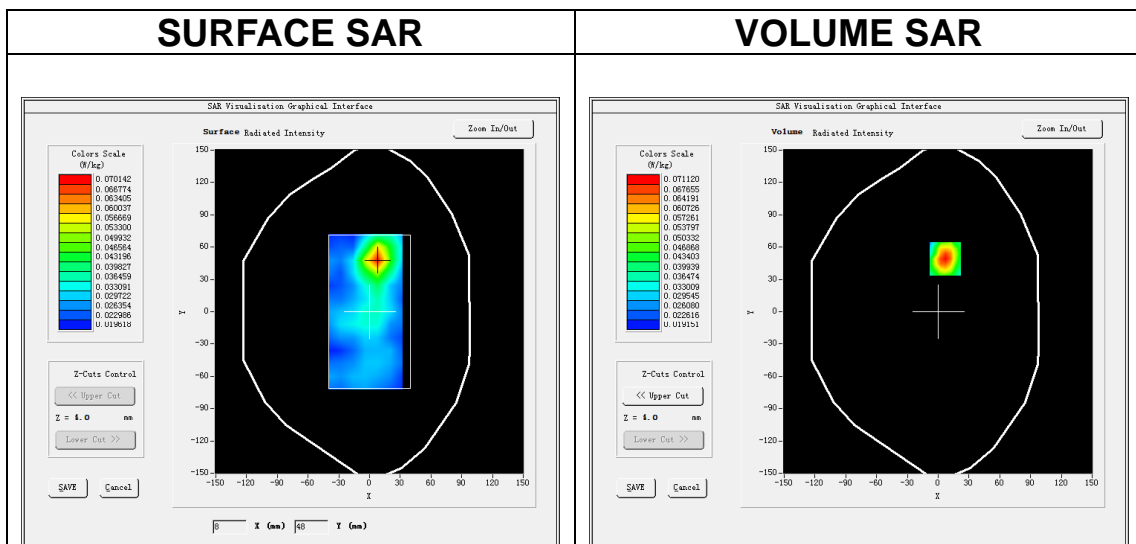 SURFACE SAR
VOLUME SAR
SAR Visualisation Graphical Interface
Surface Radiated Intensity
Zoom In/Out
Colors Scale
(W/kg)
0.070142
0.066774
0.063405
0.060037
0.056669
0.053300
0.049932
0.046564
0.043196
0.039827
0.036459
0.033091
0.029722
0.026354
0.022986
0.019618
Y
150
120
90
60
30
0
-30
-60
-90
-120
-150
-150 -120 -90 -60 -30 0 30 60 90 120 150
X
Z-Cuts Control
<< Upper Cut
Z = 4.0 mm
Lower Cut >>
SAVE Cancel
8 X (mm) 48 Y (mm)
SAR Visualisation Graphical Interface
Volume Radiated Intensity
Zoom In/Out
Colors Scale
(W/kg)
0.071120
0.067655
0.064191
0.060726
0.057261
0.053797
0.050332
0.046868
0.043403
0.039939
0.036474
0.033009
0.029545
0.026080
0.022616
0.019151
Y
150
120
90
60
30
0
-30
-60
-90
-120
-150
-150 -120 -90 -60 -30 0 30 60 90 120 150
X
Z-Cuts Control
<< Upper Cut
Z = 4.0 mm
Lower Cut >>
SAVE Cancel